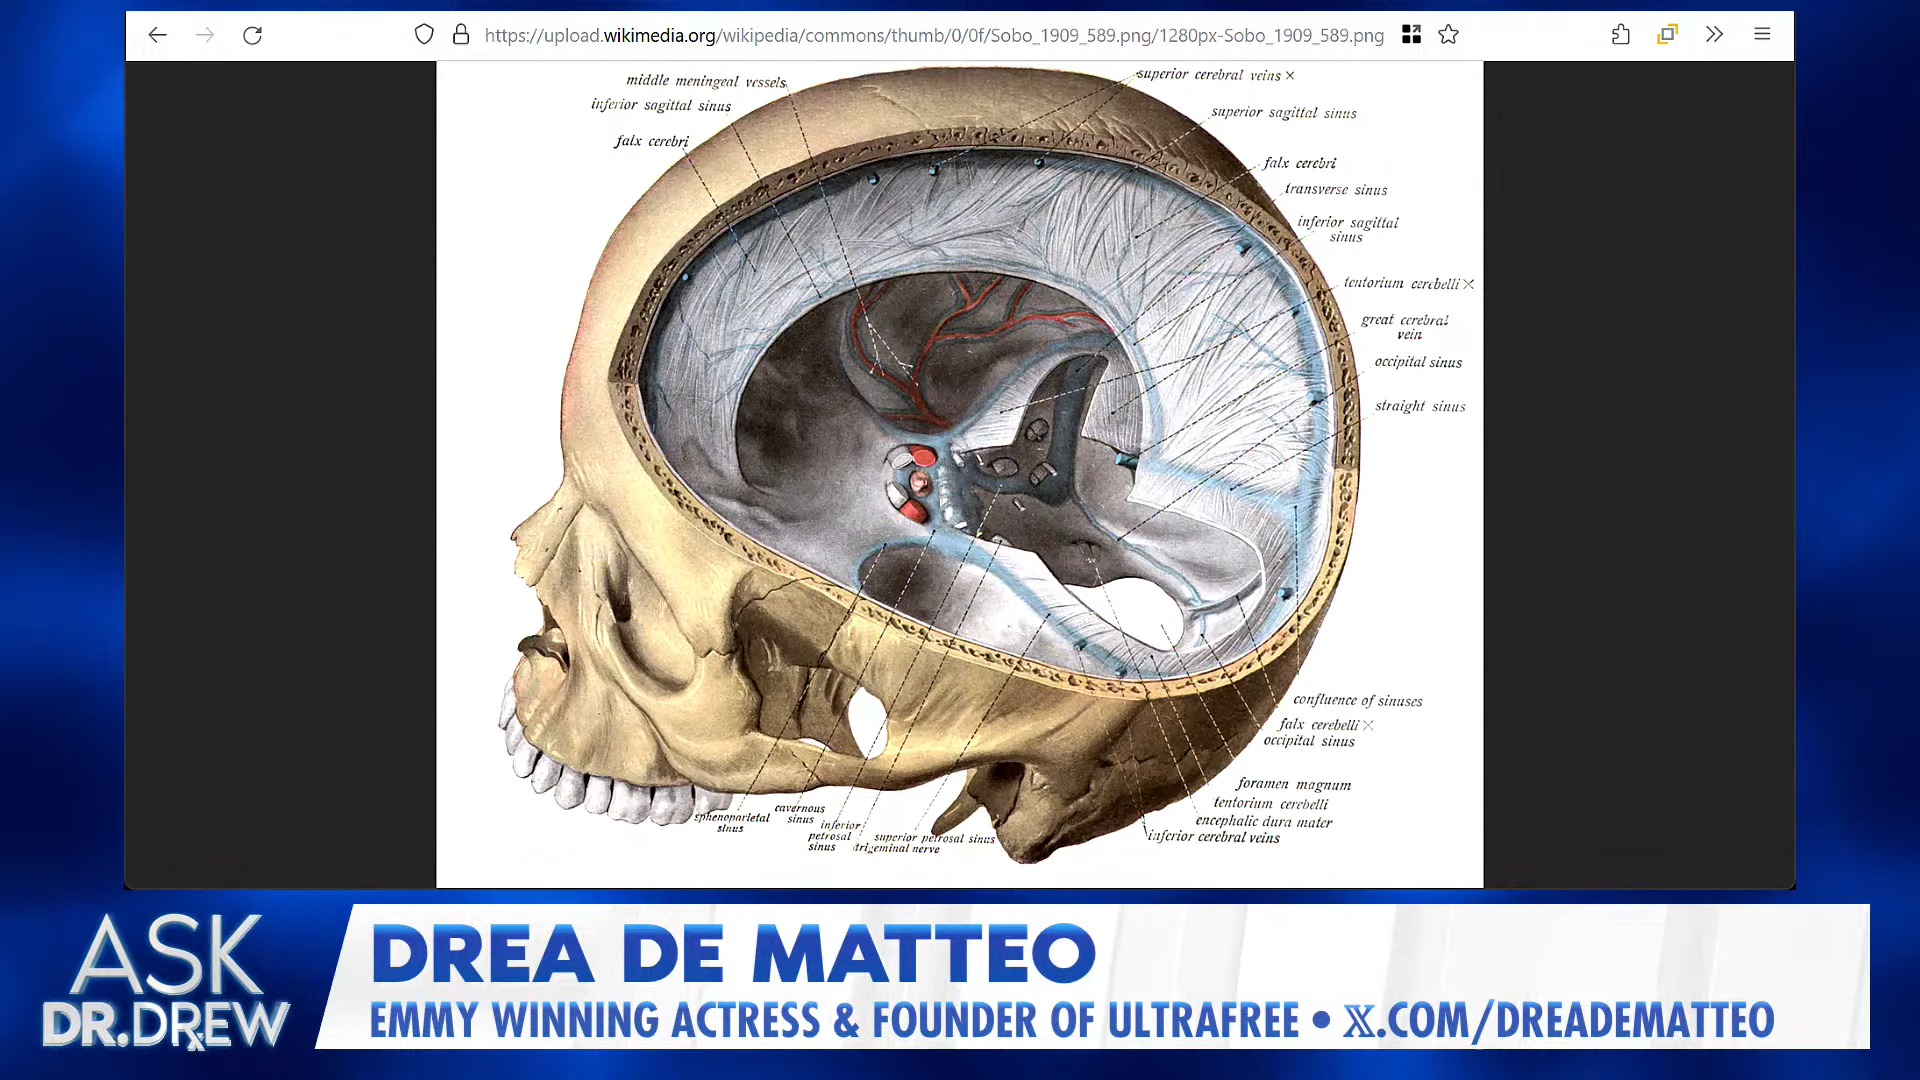 https://upload.wikimedia.org/wikipedia/commons/thumb/0/0f/Sobo_1909_589.png/1280px-Sobo_1909_589.png
middle meningeal vessels
inferior sagittal sinus
falx cerebri
superior cerebral veins ×
superior sagittal sinus
falx cerebri
transverse sinus
inferior sagittal
sinus
tentorium cerebelli ×
great cerebral
vein
occipital sinus
straight sinus
confluence of sinuses
falx cerebelli ×
occipital sinus
foramen magnum
tentorium cerebelli
encephalic dura mater
inferior cerebral veins
sphenoparietal
sinus
cavernous
sinus
inferior
petrosal
sinus
superior petrosal sinus
trigeminal nerve
ASK
DR.DREW
DREA DE MATTEO
EMMY WINNING ACTRESS & FOUNDER OF ULTRAFREE • X.COM/DREADEMATTEO